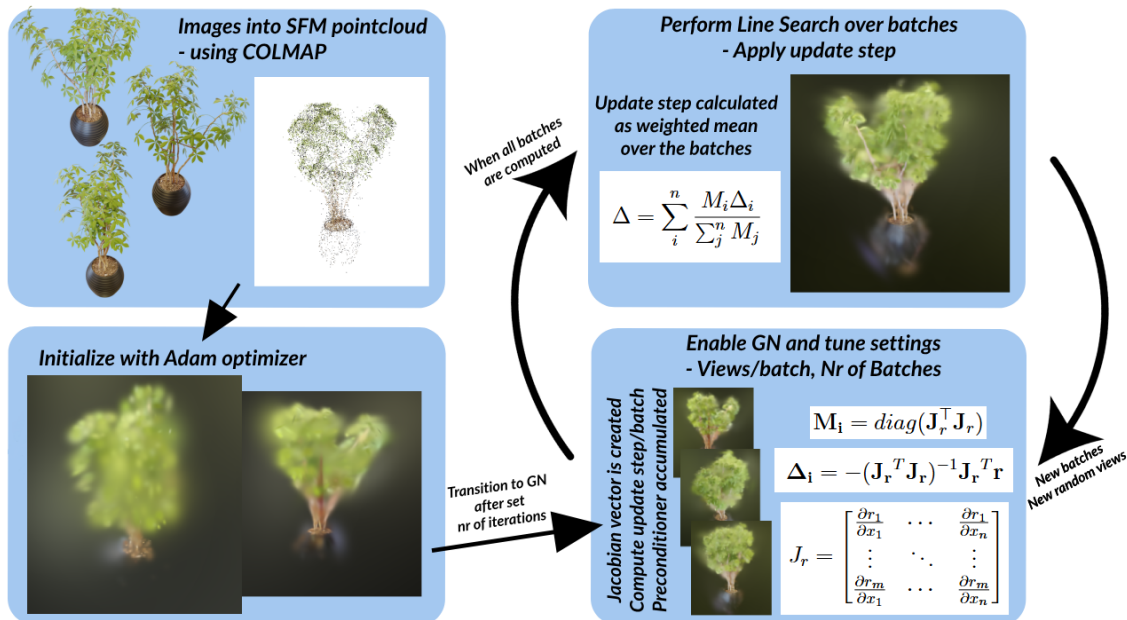 Images into SFM pointcloud
- using COLMAP
Perform Line Search over batches
- Apply update step
Update step calculated
as weighted mean
over the batches
Δ = ∑_i^n M_i Δ_i / ∑_j^n M_j
When all batches
are computed
Initialize with Adam optimizer
Transition to GN
after set
nr of iterations
Enable GN and tune settings
- Views/batch, Nr of Batches
Jacobian vector is created
Compute update step/batch
Preconditioner accumulated
M_i = diag(J_r^⊤ J_r)
Δ_i = −(J_r^T J_r)^{−1} J_r^T r
J_r = [ ∂r_1/∂x_1 ⋯ ∂r_1/∂x_n
⋮ ⋱ ⋮
∂r_m/∂x_1 ⋯ ∂r_m/∂x_n ]
New batches
New random views